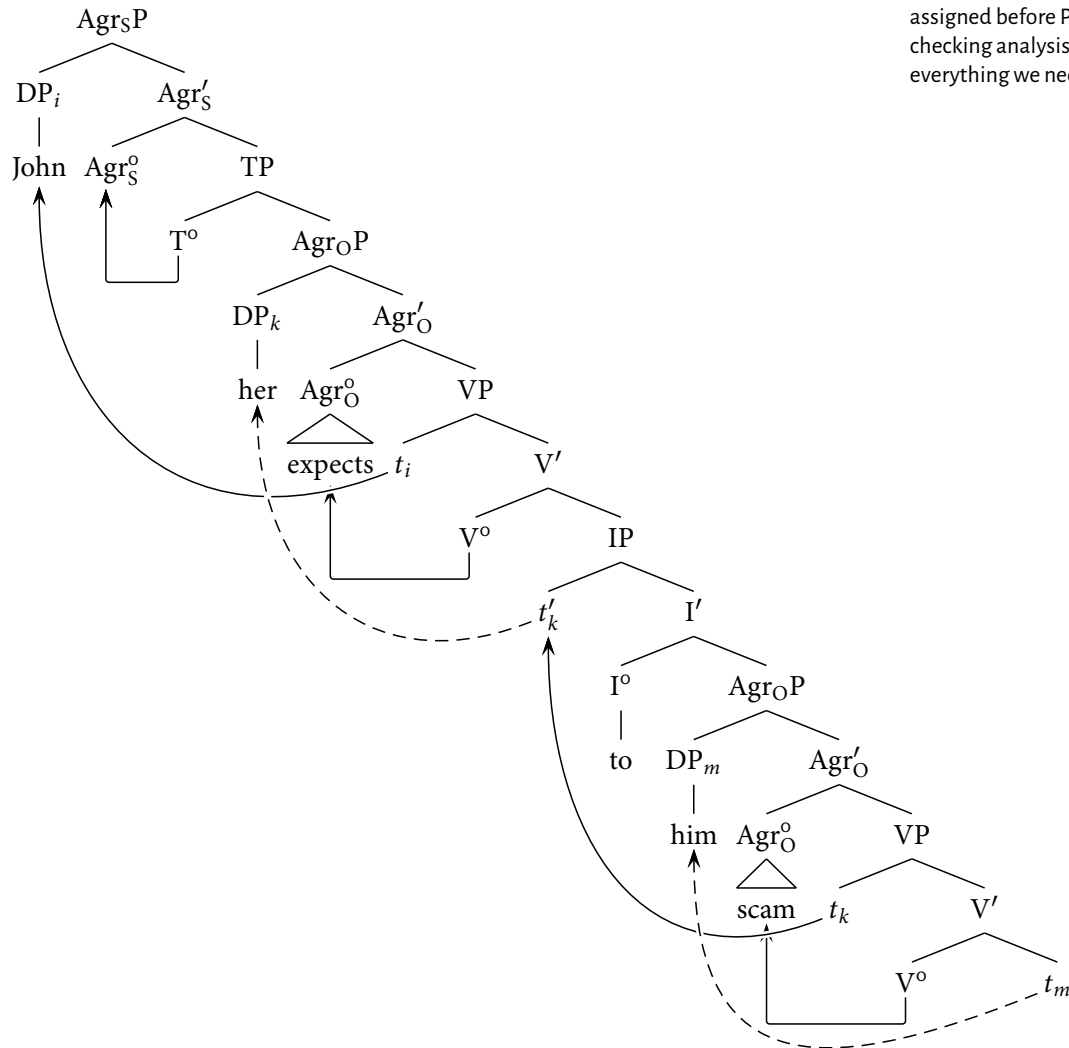 assigned before P
checking analysis
everything we nee
Agr_SP
DP_i Agr′_S
John Agr°_S TP
T° Agr_OP
DP_k Agr′_O
her Agr°_O VP
expects t_i V′
V° IP
t′_k I′
I° Agr_OP
to DP_m Agr′_O
him Agr°_O VP
scam t_k V′
V° t_m